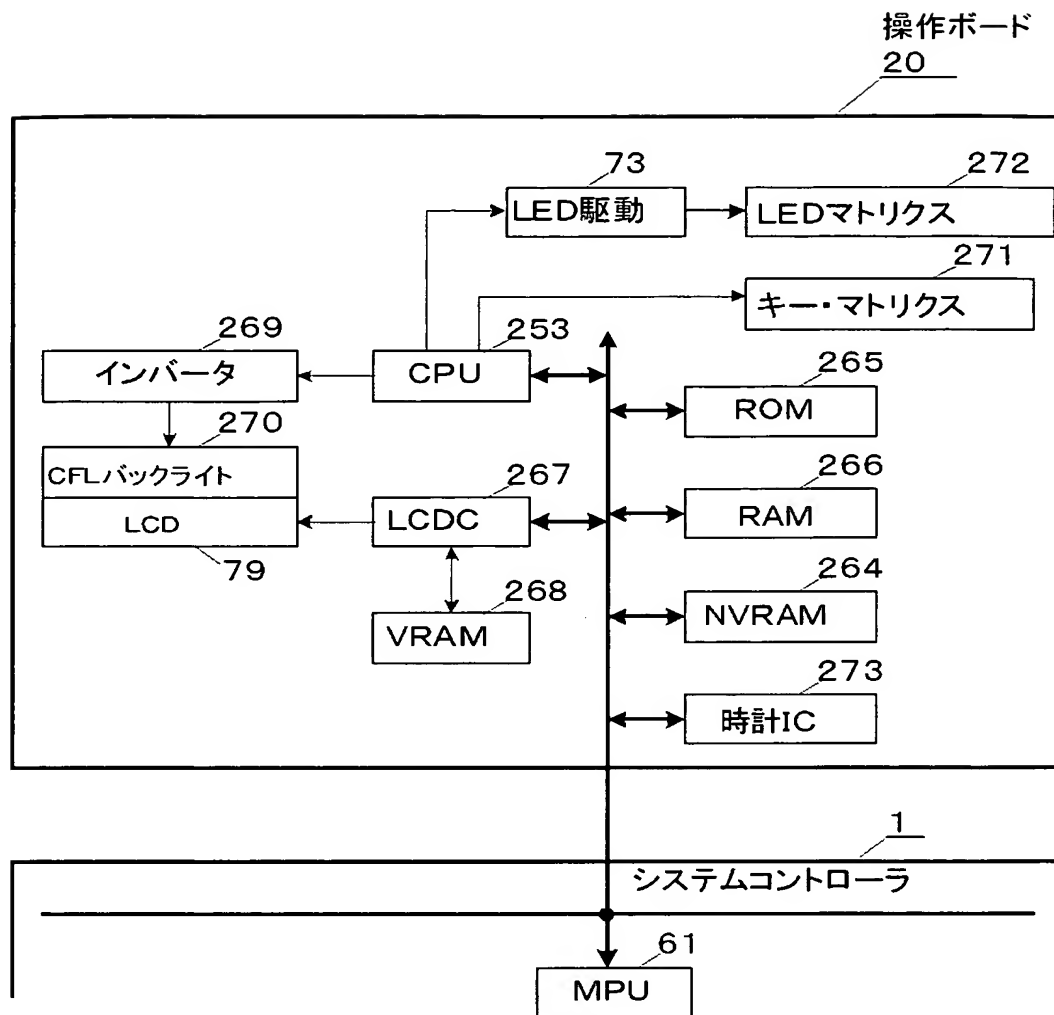 操作ボード
20
73
272
LED駆動
LEDマトリクス
271
キー・マトリクス
269
253
インバータ
CPU
265
ROM
270
CFLバックライト
267
266
LCD
LCDC
RAM
79
264
268
NVRAM
VRAM
273
時計IC
1
システムコントローラ
61
MPU